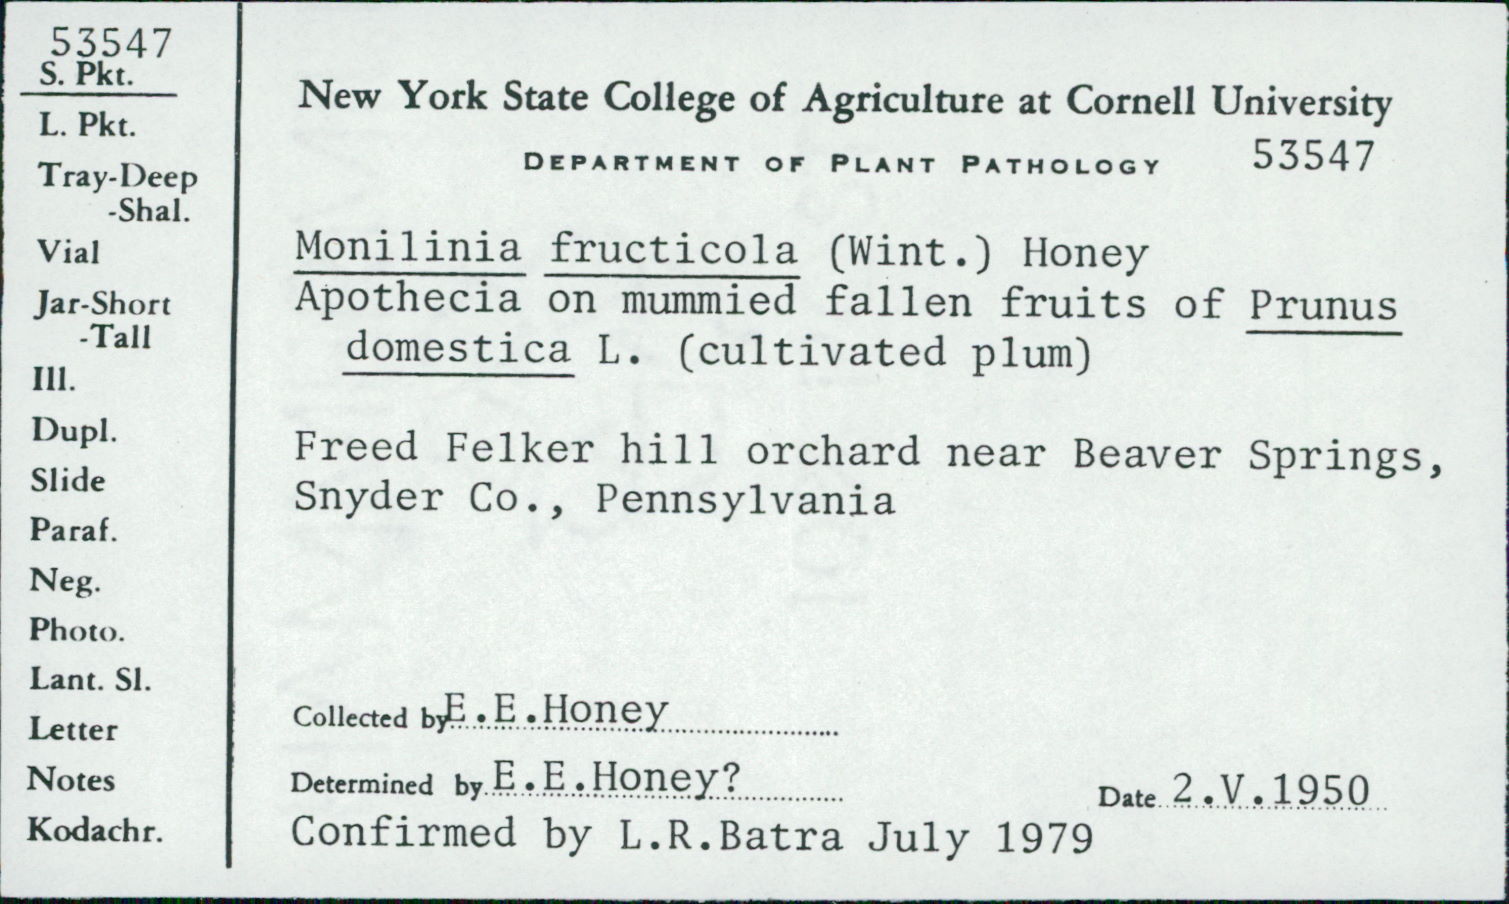 53547
S. Pkt.
L. Pkt.
Tray-Deep
-Shal.
Vial
Jar-Short
-Tall
Ill.
Dupl.
Slide
Paraf.
Neg.
Photo.
Lant. Sl.
Letter
Notes
Kodachr.
New York State College of Agriculture at Cornell University
DEPARTMENT OF PLANT PATHOLOGY 53547
Monilinia fructicola (Wint.) Honey
Apothecia on mummied fallen fruits of Prunus
domestica L. (cultivated plum)
Freed Felker hill orchard near Beaver Springs,
Snyder Co., Pennsylvania
Collected by E.E.Honey
Determined by E.E.Honey? Date 2.V.1950
Confirmed by L.R.Batra July 1979